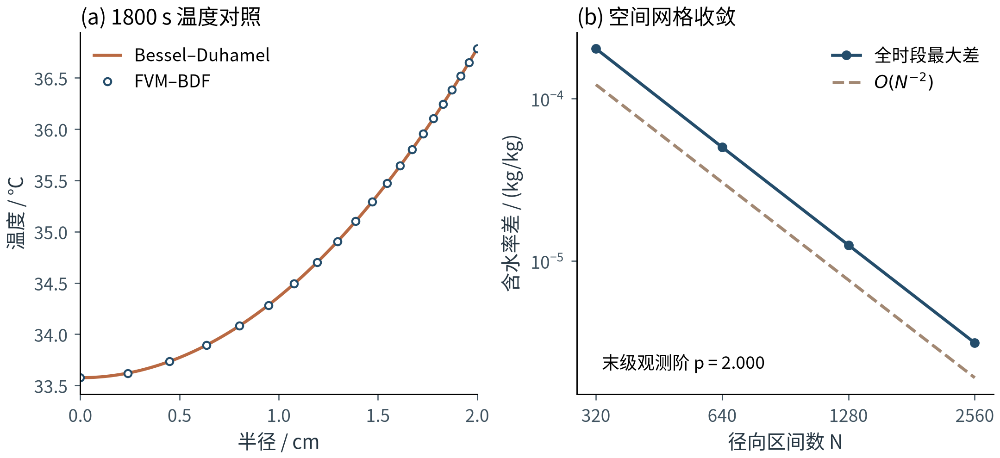 (a) 1800 s 温度对照
Bessel–Duhamel
FVM–BDF
温度 / °C
36.5
36.0
35.5
35.0
34.5
34.0
33.5
0.0 0.5 1.0 1.5 2.0
半径 / cm
(b) 空间网格收敛
全时段最大差
O(N⁻²)
含水率差 / (kg/kg)
10⁻⁴
10⁻⁵
末级观测阶 p = 2.000
320 640 1280 2560
径向区间数 N